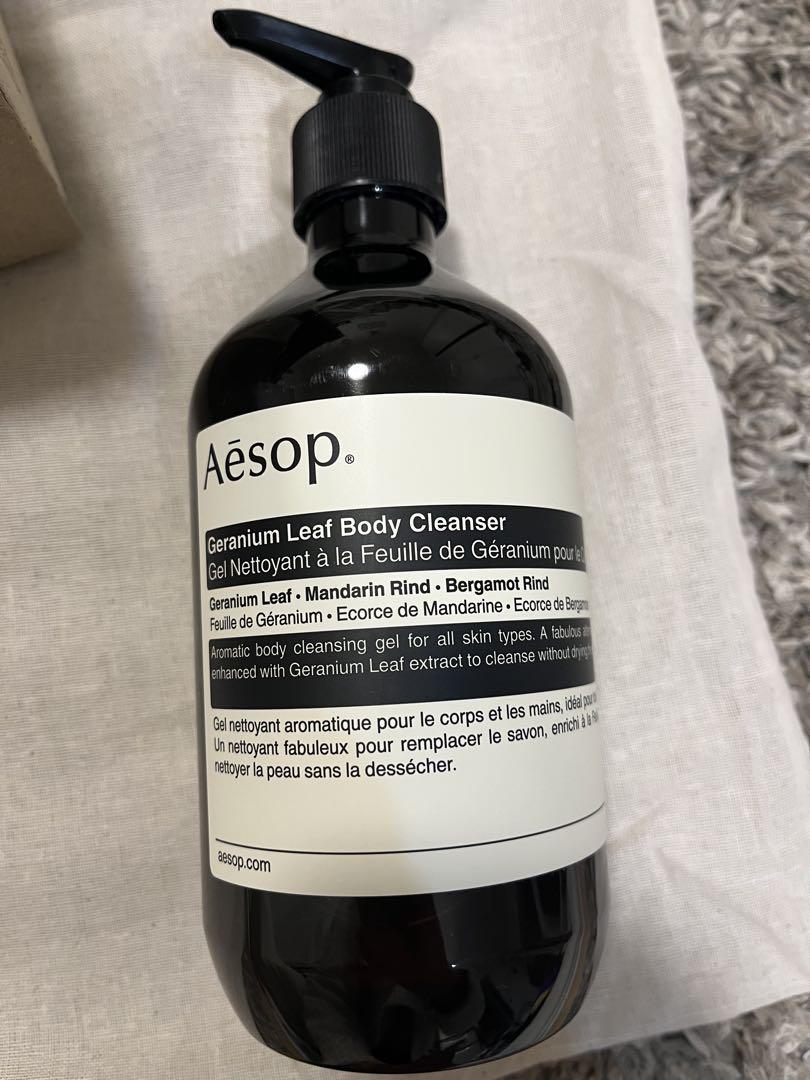 Aēsop®
Geranium Leaf Body Cleanser
Gel Nettoyant à la Feuille de Géranium pour le
Geranium Leaf • Mandarin Rind • Bergamot Rind
Feuille de Géranium • Ecorce de Mandarine • Ecorce de
Aromatic body cleansing gel for all skin types. A fabulous
enhanced with Geranium Leaf extract to cleanse without drying
Gel nettoyant aromatique pour le corps et les mains, idéal pour
Un nettoyant fabuleux pour remplacer le savon, enrichi à la
nettoyer la peau sans la dessécher.
aesop.com